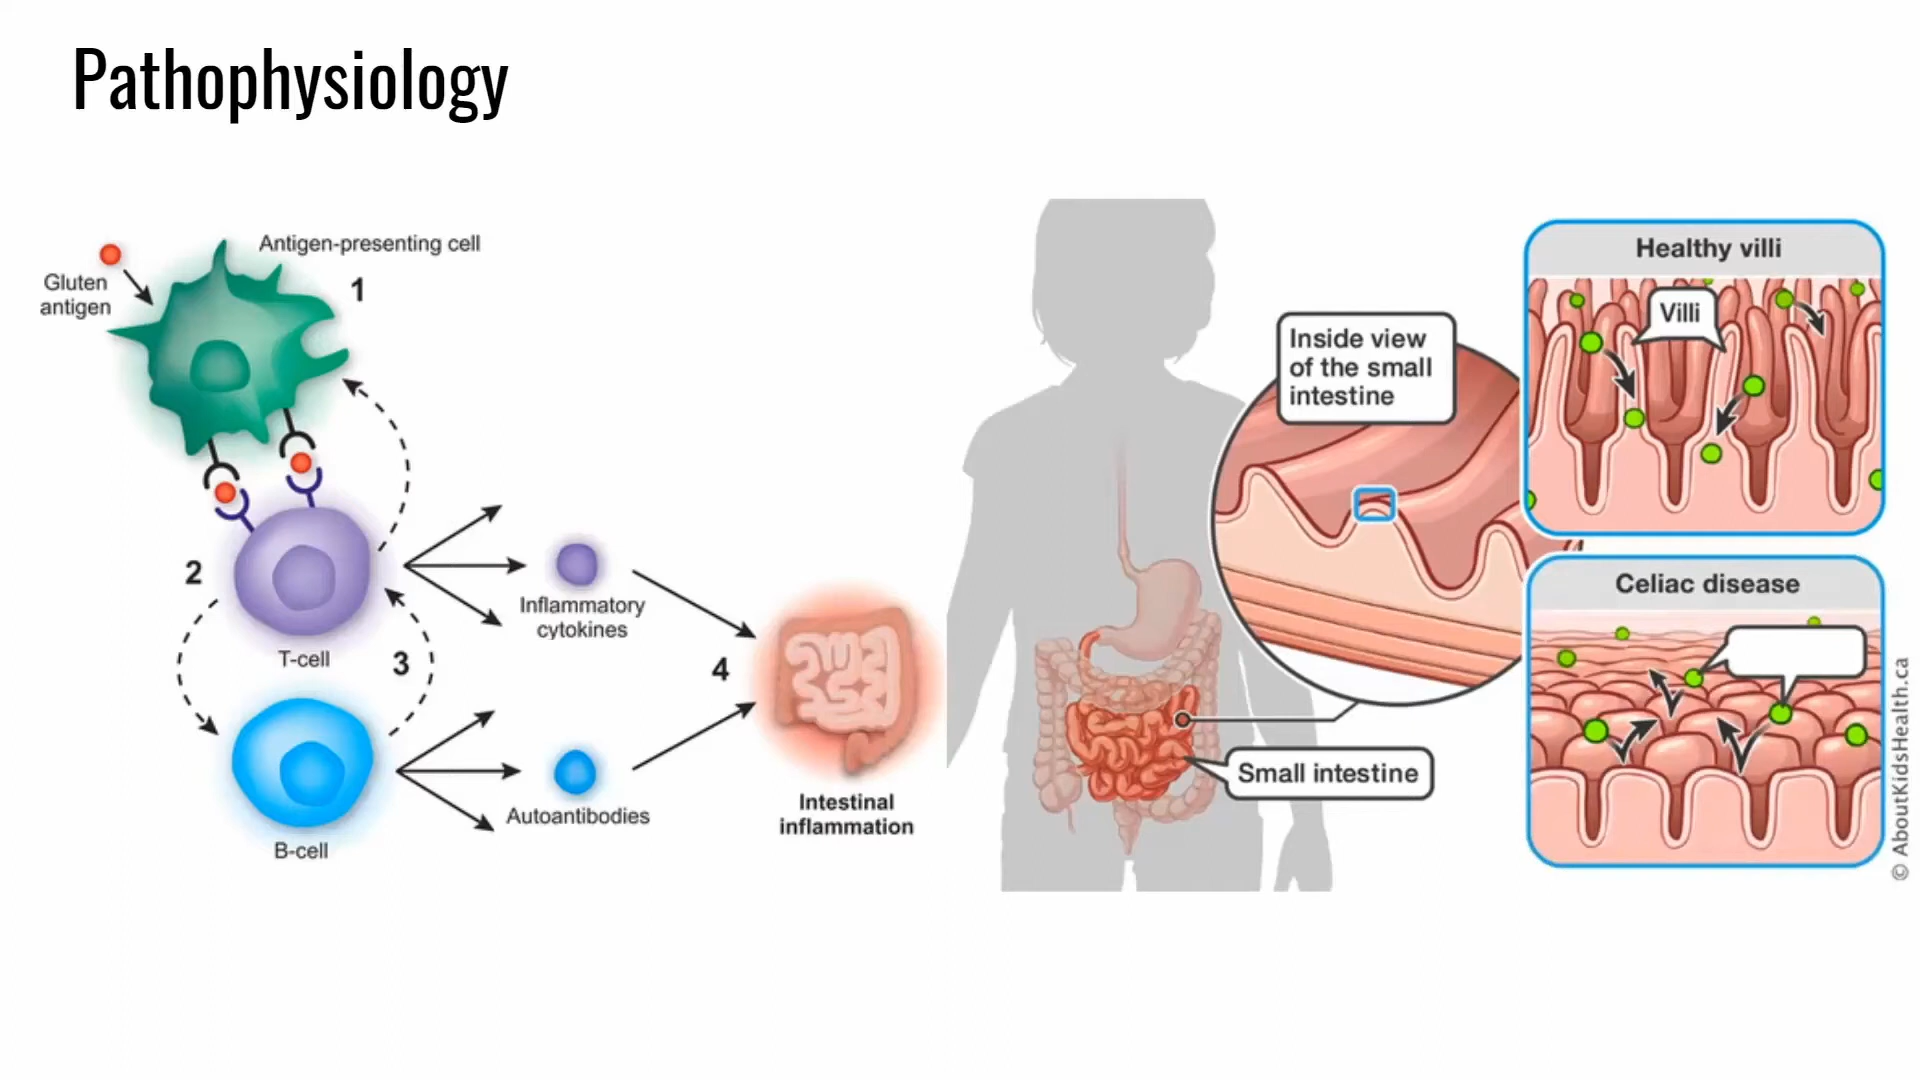 Pathophysiology
Antigen-presenting cell
1
Gluten
antigen
2
T-cell
3
B-cell
Inflammatory
cytokines
Autoantibodies
4
Intestinal
inflammation
Inside view
of the small
intestine
Small intestine
Healthy villi
Villi
Celiac disease
© AboutKidsHealth.ca